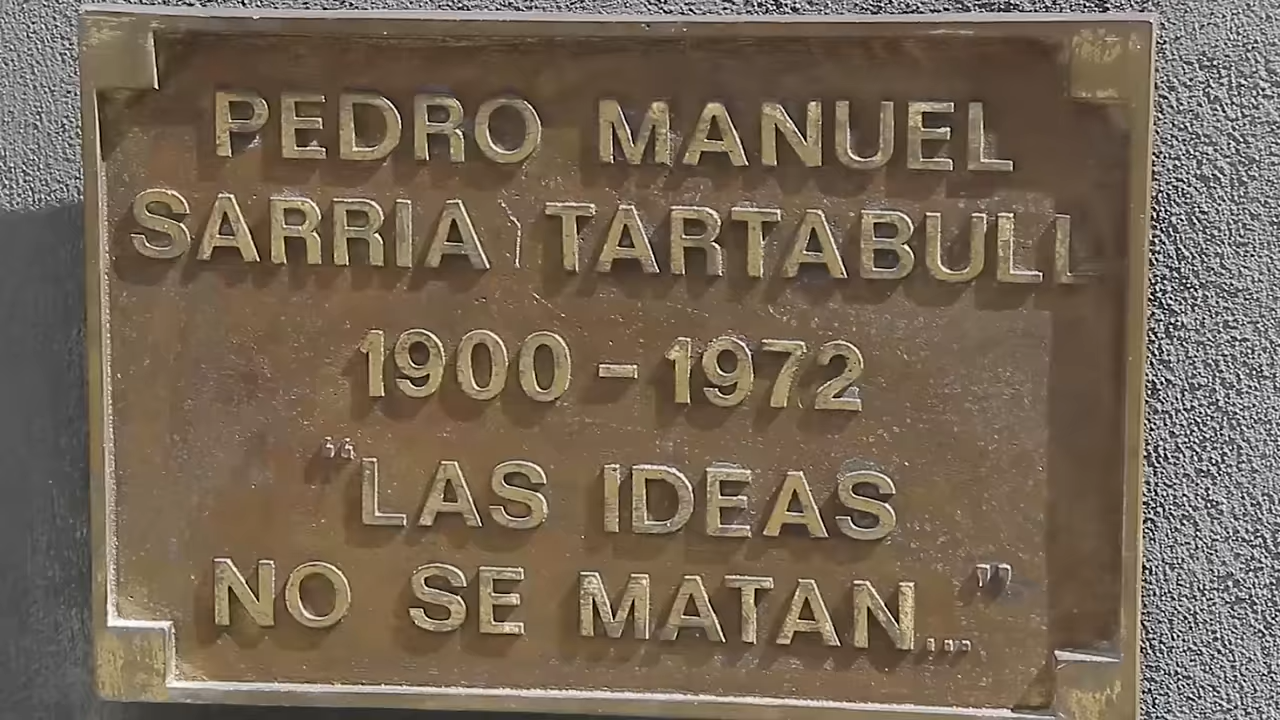 PEDRO MANUEL
SARRIA TARTABULL
1900 - 1972
"LAS IDEAS
NO SE MATAN..."